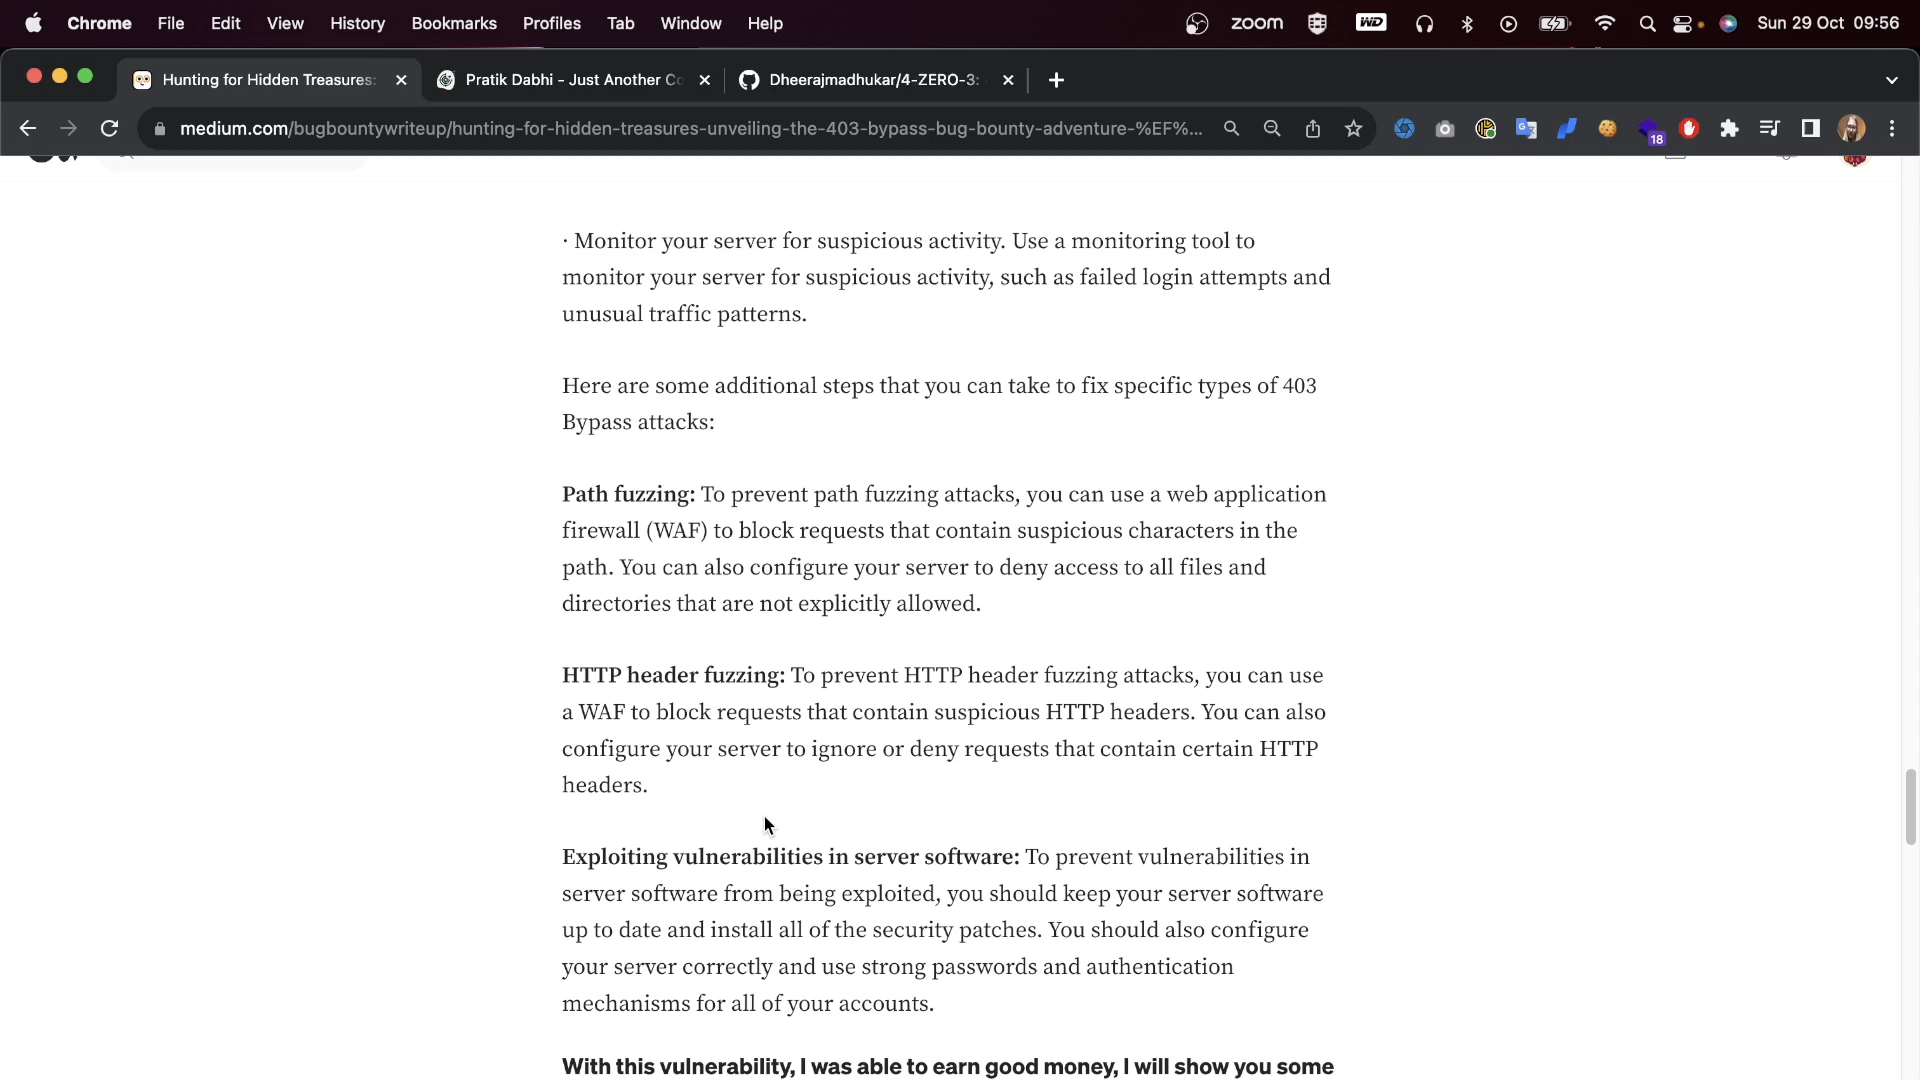 Chrome File Edit View History Bookmarks Profiles Tab Window Help zoom WD Sun 29 Oct 09:56
Hunting for Hidden Treasures: Pratik Dabhi - Just Another C Dheerajmadhukar/4-ZERO-3:
medium.com/bugbountywriteup/hunting-for-hidden-treasures-unveiling-the-403-bypass-bug-bounty-adventure-%EF%... 18
· Monitor your server for suspicious activity. Use a monitoring tool to
monitor your server for suspicious activity, such as failed login attempts and
unusual traffic patterns.
Here are some additional steps that you can take to fix specific types of 403
Bypass attacks:
Path fuzzing: To prevent path fuzzing attacks, you can use a web application
firewall (WAF) to block requests that contain suspicious characters in the
path. You can also configure your server to deny access to all files and
directories that are not explicitly allowed.
HTTP header fuzzing: To prevent HTTP header fuzzing attacks, you can use
a WAF to block requests that contain suspicious HTTP headers. You can also
configure your server to ignore or deny requests that contain certain HTTP
headers.
Exploiting vulnerabilities in server software: To prevent vulnerabilities in
server software from being exploited, you should keep your server software
up to date and install all of the security patches. You should also configure
your server correctly and use strong passwords and authentication
mechanisms for all of your accounts.
With this vulnerability, I was able to earn good money, I will show you some